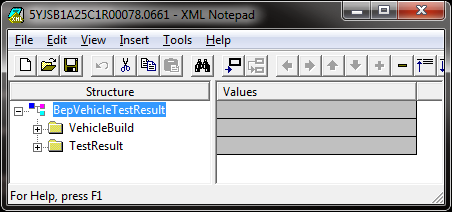 5YJSB1A25C1R00078.0661 - XML Notepad
File Edit View Insert Tools Help
Structure Values
BepVehicleTestResult
VehicleBuild
TestResult
For Help, press F1